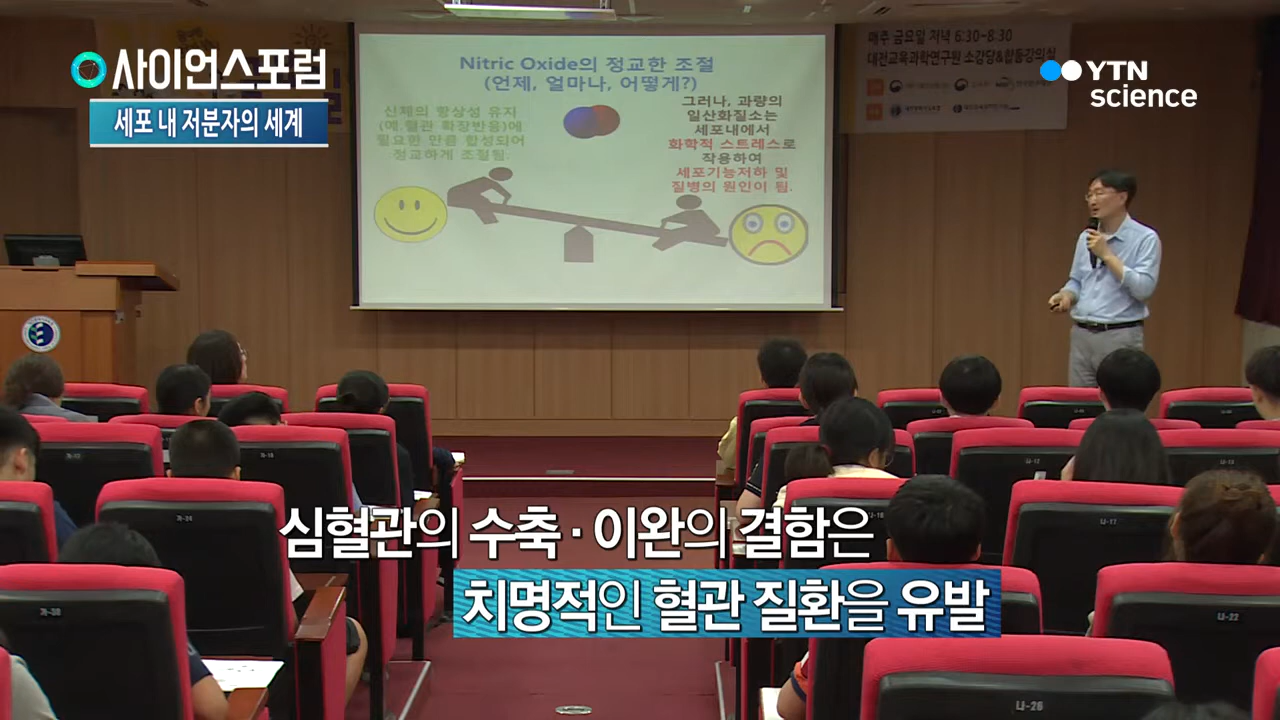 사이언스포럼
세포 내 저분자의 세계
YTN
science
매주 금요일 저녁 6:30~8:30
대전교육과학연구원 소강당&합동강의실
Nitric Oxide의 정교한 조절
(언제, 얼마나, 어떻게?)
신체의 항상성 유지
(예.혈관 확장반응)에
필요한 만큼 합성되어
정교하게 조절됨.
그러나, 과량의
일산화질소는
세포내에서
화학적 스트레스로
작용하여
세포기능저하 및
질병의 원인이 됨.
심혈관의 수축·이완의 결함은
치명적인 혈관 질환을 유발
나-17
나-22
나-26